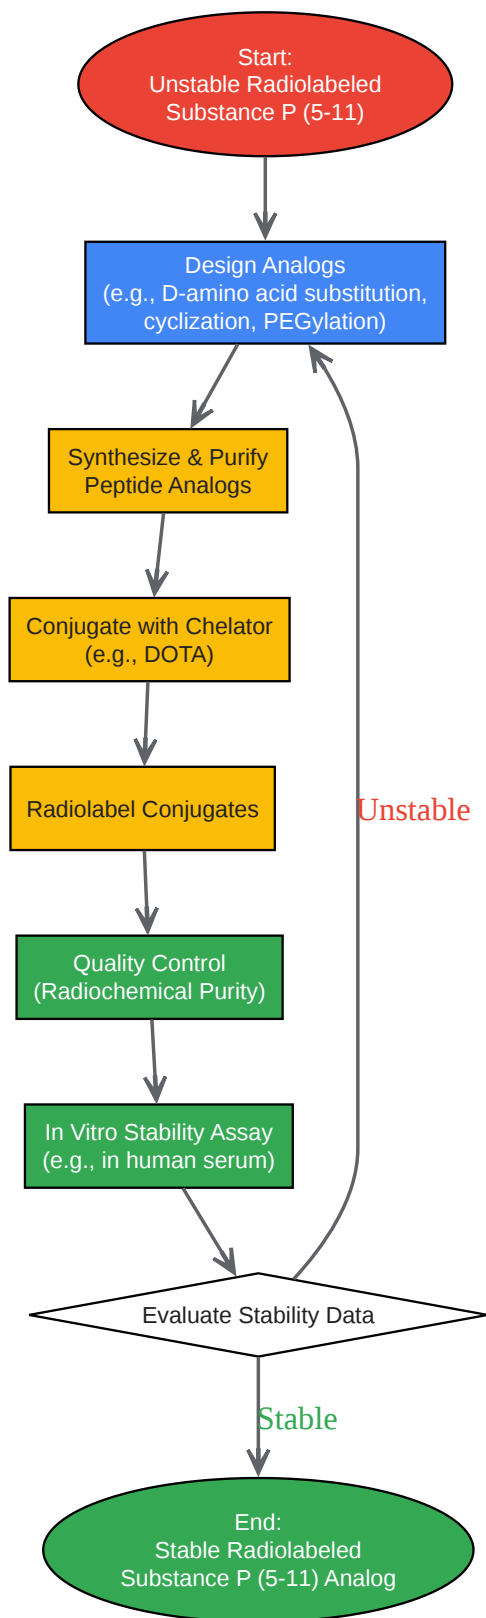 Start:
Unstable Radiolabeled
Substance P (5-11)
Design Analogs
(e.g., D-amino acid substitution,
cyclization, PEGylation)
Synthesize & Purify
Peptide Analogs
Conjugate with Chelator
(e.g., DOTA)
Radiolabel Conjugates
Unstable
Quality Control
(Radiochemical Purity)
In Vitro Stability Assay
(e.g., in human serum)
Evaluate Stability Data
Stable
End:
Stable Radiolabeled
Substance P (5-11) Analog